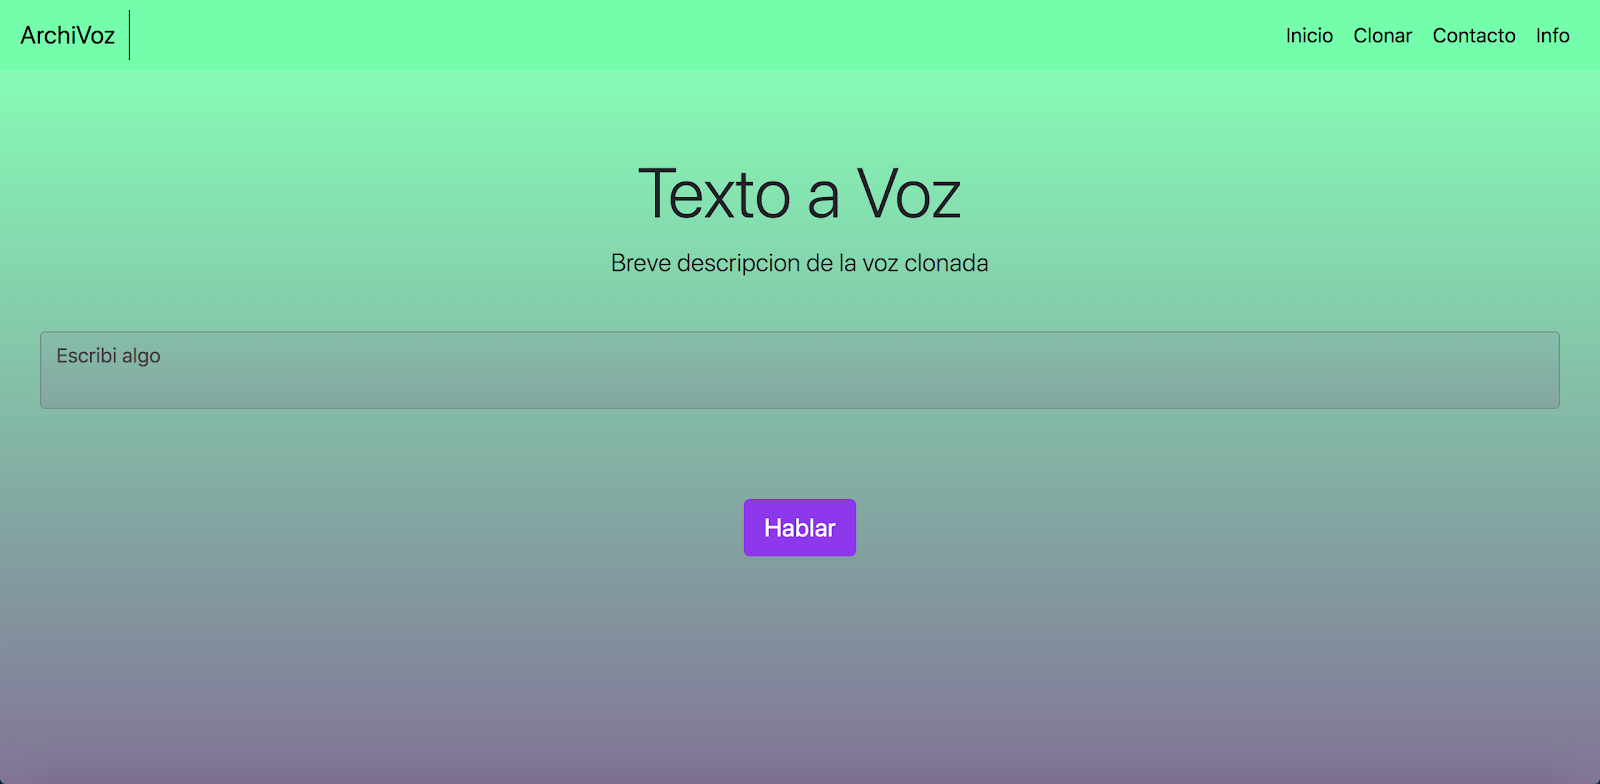 ArchiVoz
Inicio Clonar Contacto Info
Texto a Voz
Breve descripcion de la voz clonada
Escribi algo
Hablar